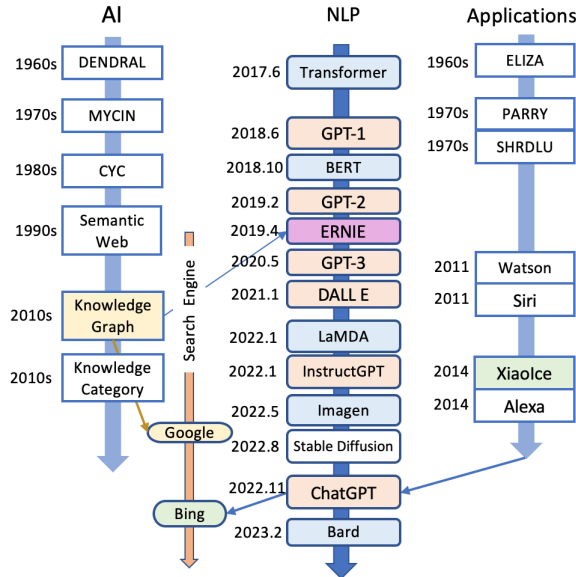 AI
1960s
DENDRAL
1970s
MYCIN
1980s
CYC
1990s
Semantic
Web
2010s
Knowledge
Graph
2010s
Knowledge
Category
Search Engine
Google
Bing
NLP
2017.6
Transformer
2018.6
GPT-1
2018.10
BERT
2019.2
GPT-2
2019.4
ERNIE
2020.5
GPT-3
2021.1
DALL E
2022.1
LaMDA
2022.1
InstructGPT
2022.5
Imagen
2022.8
Stable Diffusion
2022.11
ChatGPT
2023.2
Bard
Applications
1960s
ELIZA
1970s
PARRY
1970s
SHRDLU
2011
Watson
2011
Siri
2014
XiaoIce
2014
Alexa